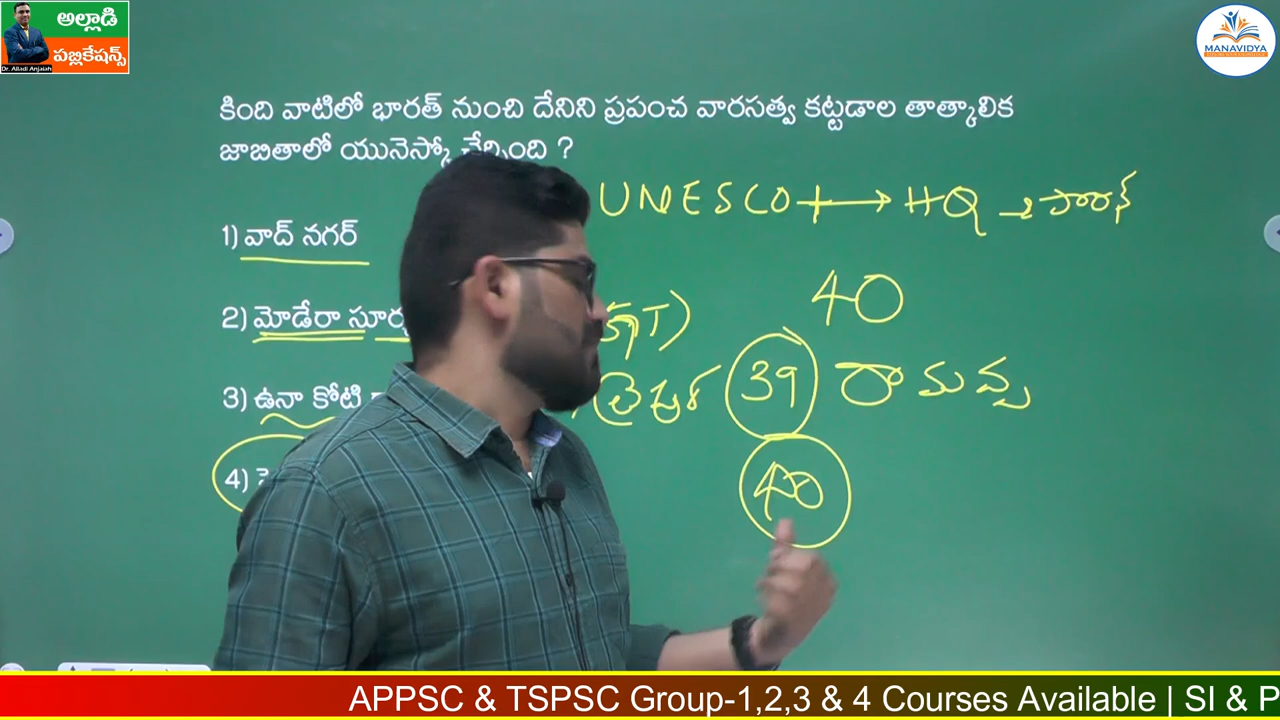 అల్లాడి
పబ్లికేషన్స్
Dr. Alladi Anjaiah
MANAVIDYA
కింది వాటిలో భారత్ నుంచి దేనిని ప్రపంచ వారసత్వ కట్టడాల తాత్కాలిక
జాబితాలో యునెస్కో చేర్చింది ?
UNESCO → HQ → పారిస్
1) వాద్ నగర్
40
2) మోడేరా సూర్య
39 రామప్ప
3) ఉనా కోటి
40
4)
APPSC & TSPSC Group-1,2,3 & 4 Courses Available | SI & P